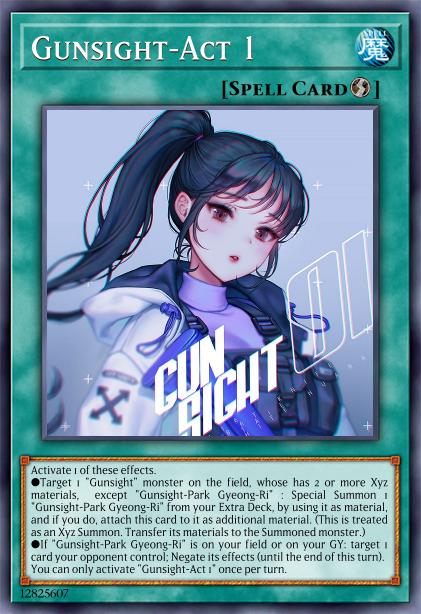 Gunsight-Act 1
SPELL
魔
[Spell Card]
GUN
SIGHT
01
Activate 1 of these effects.
●Target 1 "Gunsight" monster on the field, whose has 2 or more Xyz
materials, except "Gunsight-Park Gyeong-Ri" : Special Summon 1
"Gunsight-Park Gyeong-Ri" from your Extra Deck, by using it as material,
and if you do, attach this card to it as additional material. (This is treated
as an Xyz Summon. Transfer its materials to the Summoned monster.)
●If "Gunsight-Park Gyeong-Ri" is on your field or on your GY: target 1
card your opponent control; Negate its effects (until the end of this turn).
You can only activate "Gunsight-Act 1" once per turn.
12825607